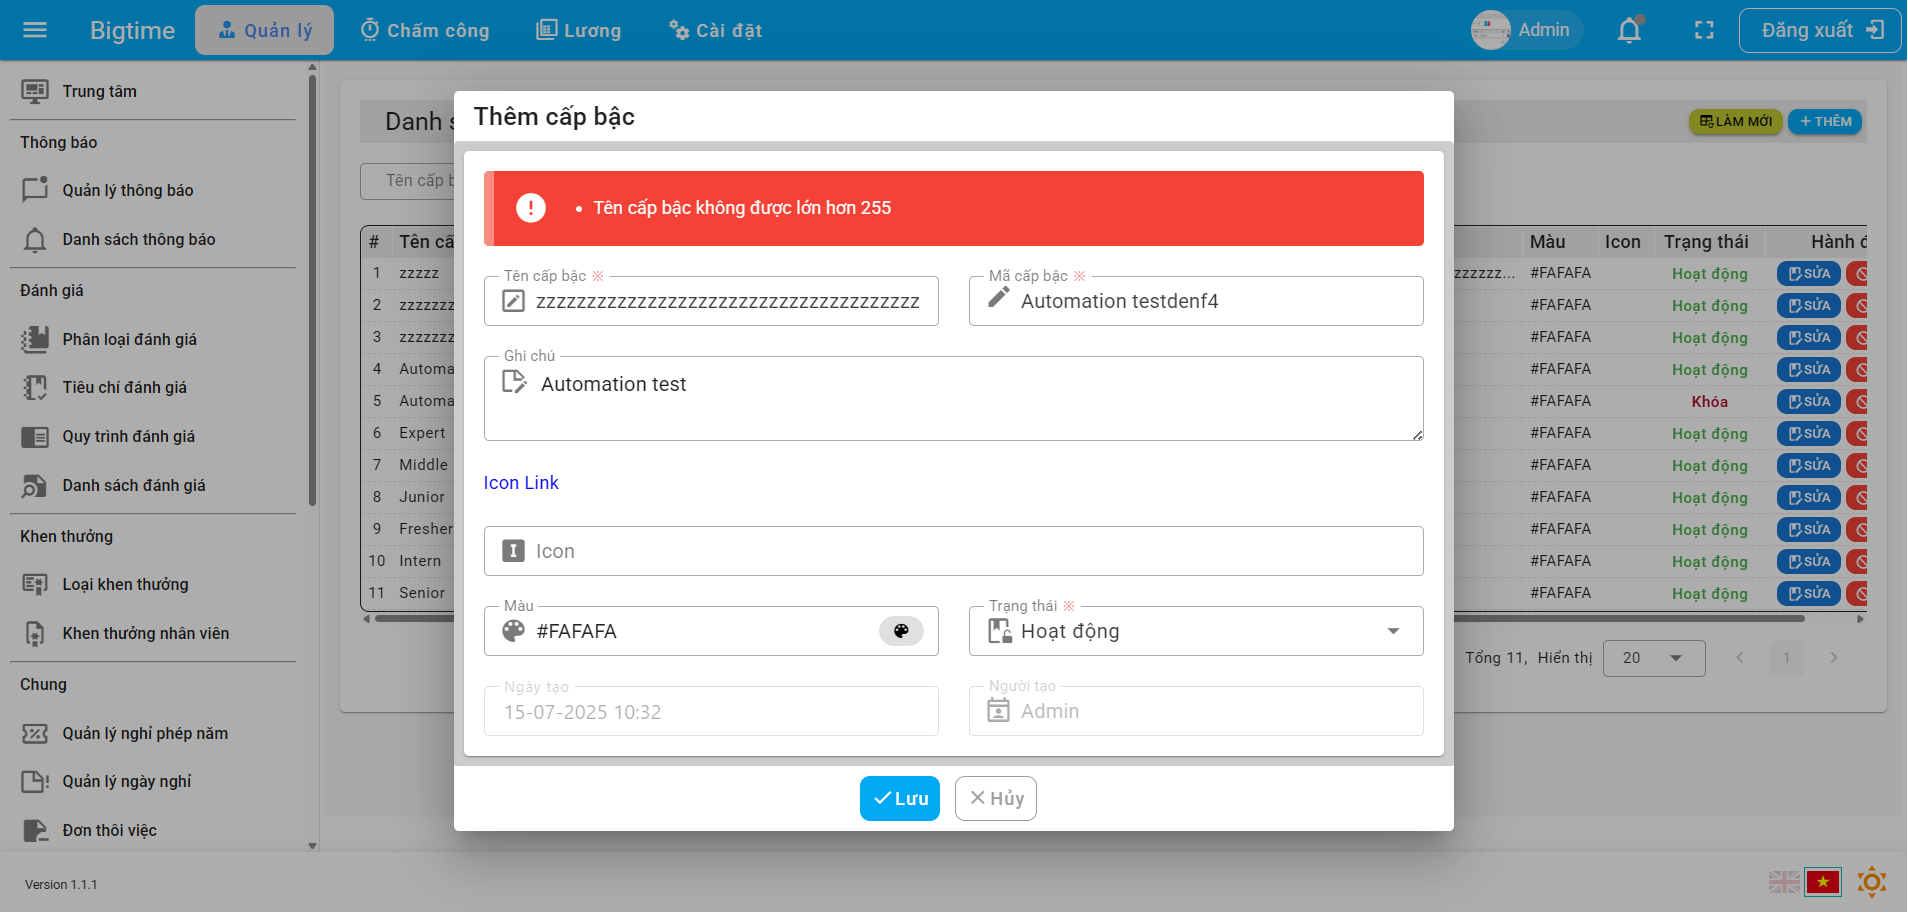 Bigtime
Quản lý
Chấm công
Lương
Cài đặt
Admin
Đăng xuất
Trung tâm
Thông báo
Quản lý thông báo
Danh sách thông báo
Đánh giá
Phân loại đánh giá
Tiêu chí đánh giá
Quy trình đánh giá
Danh sách đánh giá
Khen thưởng
Loại khen thưởng
Khen thưởng nhân viên
Chung
Quản lý nghỉ phép năm
Quản lý ngày nghỉ
Đơn thôi việc
Version 1.1.1
Danh s
LÀM MỚI
+ THÊM
Tên cấp b
# Tên cấ Màu Icon Trạng thái Hành đ
1 zzzzz zzzzzz... #FAFAFA Hoạt động SỬA
2 zzzzzzz #FAFAFA Hoạt động SỬA
3 zzzzzzz #FAFAFA Hoạt động SỬA
4 Automa #FAFAFA Hoạt động SỬA
5 Automa #FAFAFA Khóa SỬA
6 Expert #FAFAFA Hoạt động SỬA
7 Middle #FAFAFA Hoạt động SỬA
8 Junior #FAFAFA Hoạt động SỬA
9 Fresher #FAFAFA Hoạt động SỬA
10 Intern #FAFAFA Hoạt động SỬA
11 Senior #FAFAFA Hoạt động SỬA
Tổng 11, Hiển thị 20 1
Thêm cấp bậc
• Tên cấp bậc không được lớn hơn 255
Tên cấp bậc ※
zzzzzzzzzzzzzzzzzzzzzzzzzzzzzzzzzzzzzz
Mã cấp bậc ※
Automation testdenf4
Ghi chú
Automation test
Icon Link
Icon
Màu
#FAFAFA
Trạng thái ※
Hoạt động
Ngày tạo
15-07-2025 10:32
Người tạo
Admin
Lưu
Hủy